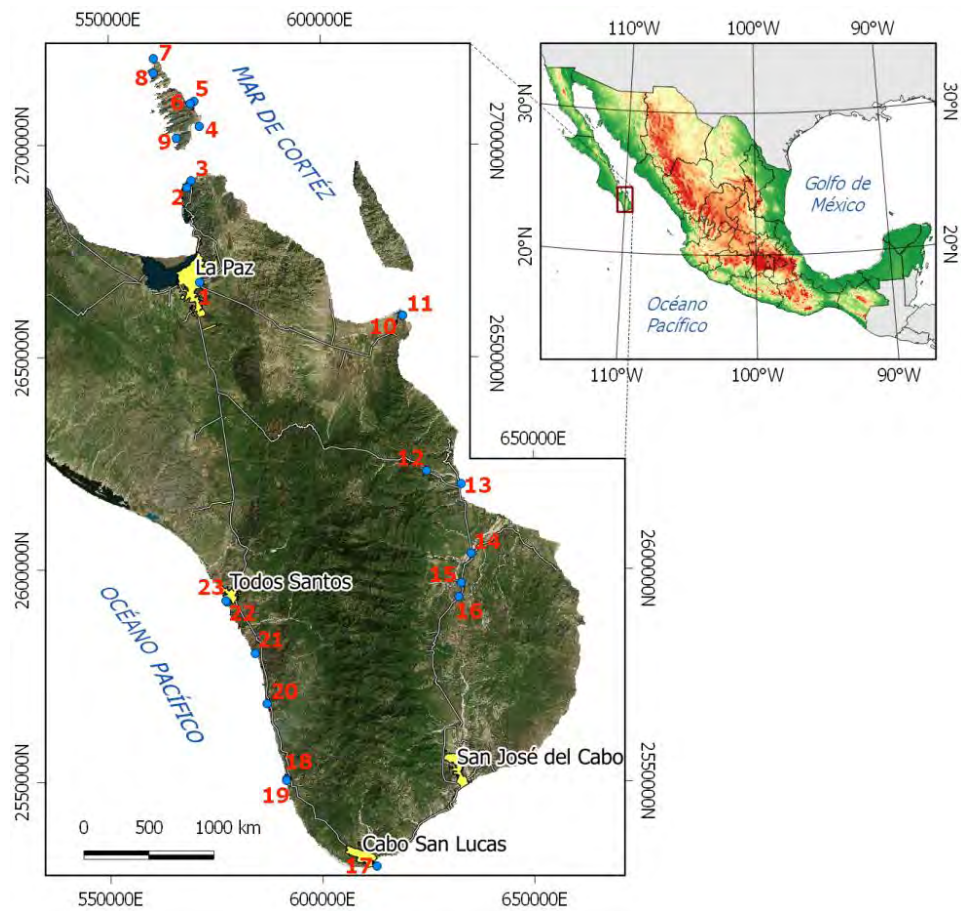 550000E
600000E
110°W
100°W
90°W
7
8
MAR DE CORTÉZ
5
6
30°N
30°N
4
2700000N
9
2700000N
3
2
Golfo de
México
20°N
20°N
La Paz
1
11
10
Océano
Pacífico
2650000N
2650000N
110°W
100°W
90°W
650000E
12
13
14
2600000N
2600000N
15
Todos Santos
23
16
22
OCÉANO PACÍFICO
21
20
San José del Cabo
18
2550000N
2550000N
19
0
500
1000 km
Cabo San Lucas
17
550000E
600000E
650000E